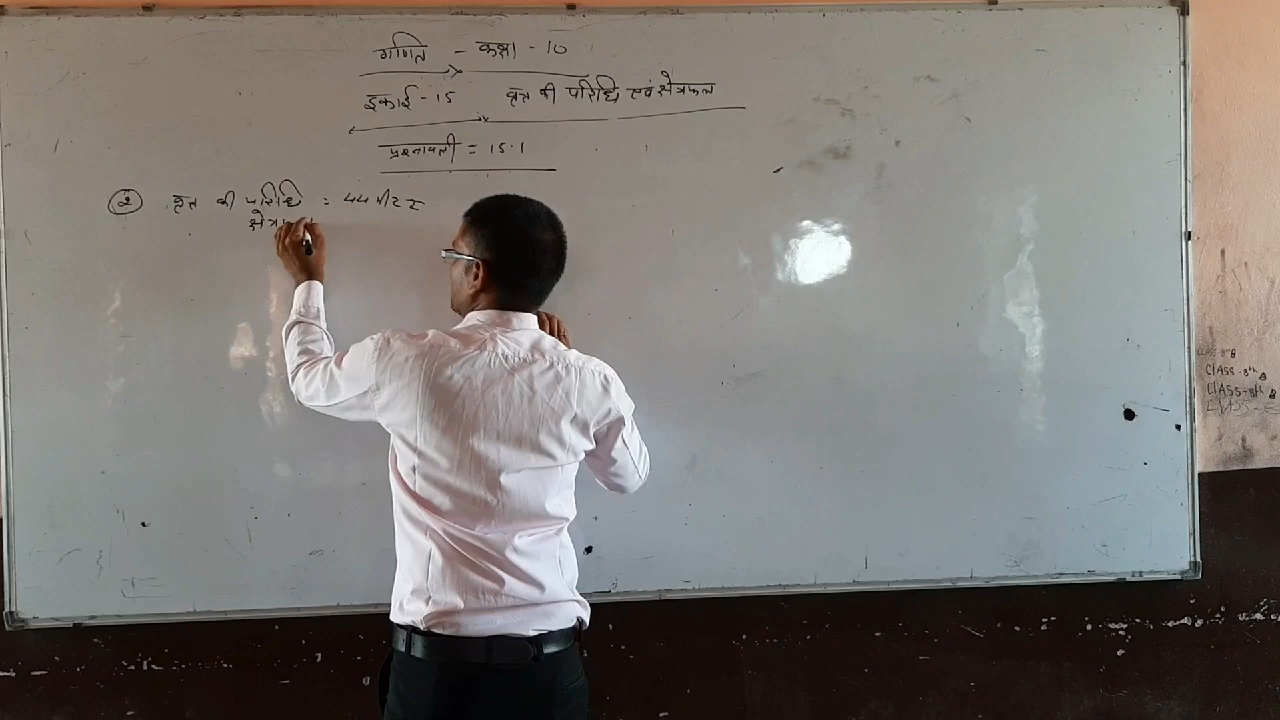 गणित - कक्षा - 10
इकाई - 15 वृत्त की परिधि एवं क्षेत्रफल
प्रश्नावली = 15.1
② वृत्त की परिधि = 44 मीटर
CLASS-8th B
CLASS-8th B